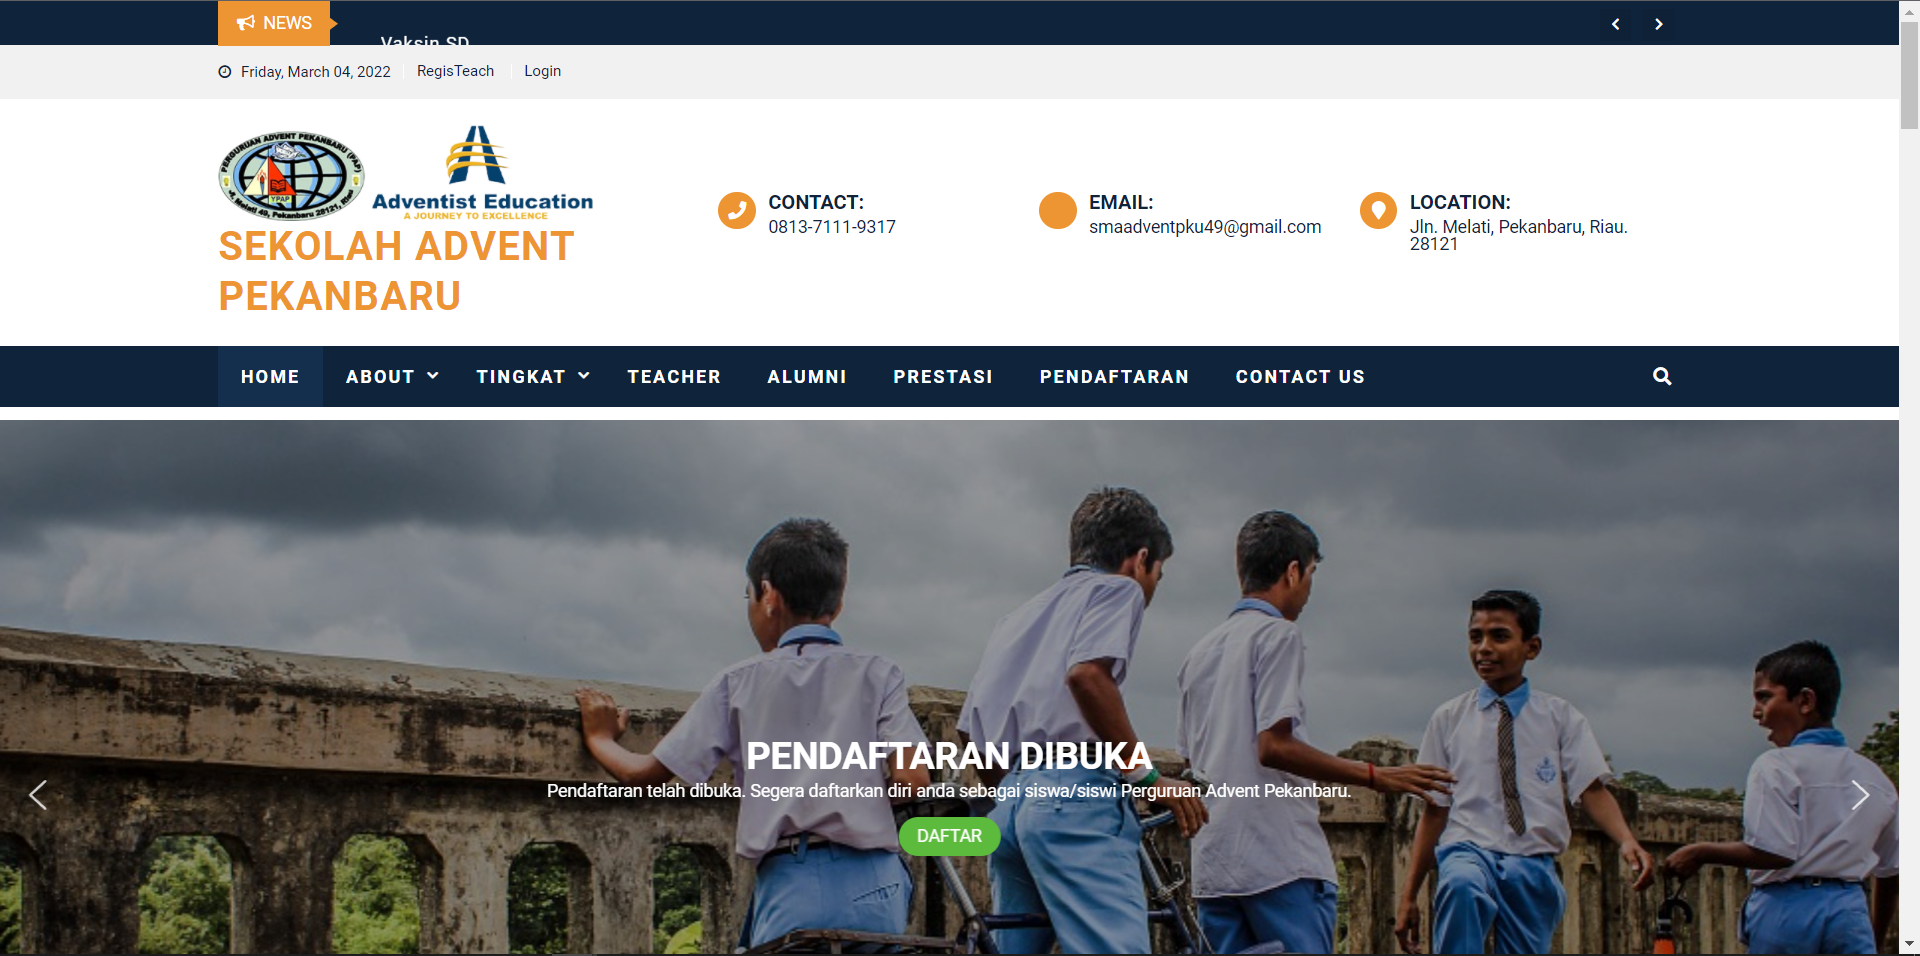 NEWS
Vaksin SD
Friday, March 04, 2022
RegisTeach
Login
PERGURUAN ADVENT PEKANBARU (PAP)
YPAP
Jl. Melati 49, Pekanbaru 28121, Riau
Adventist Education
A JOURNEY TO EXCELLENCE
SEKOLAH ADVENT
PEKANBARU
CONTACT:
0813-7111-9317
EMAIL:
smaadventpku49@gmail.com
LOCATION:
Jln. Melati, Pekanbaru, Riau.
28121
HOME
ABOUT
TINGKAT
TEACHER
ALUMNI
PRESTASI
PENDAFTARAN
CONTACT US
PENDAFTARAN DIBUKA
Pendaftaran telah dibuka. Segera daftarkan diri anda sebagai siswa/siswi Perguruan Advent Pekanbaru.
DAFTAR